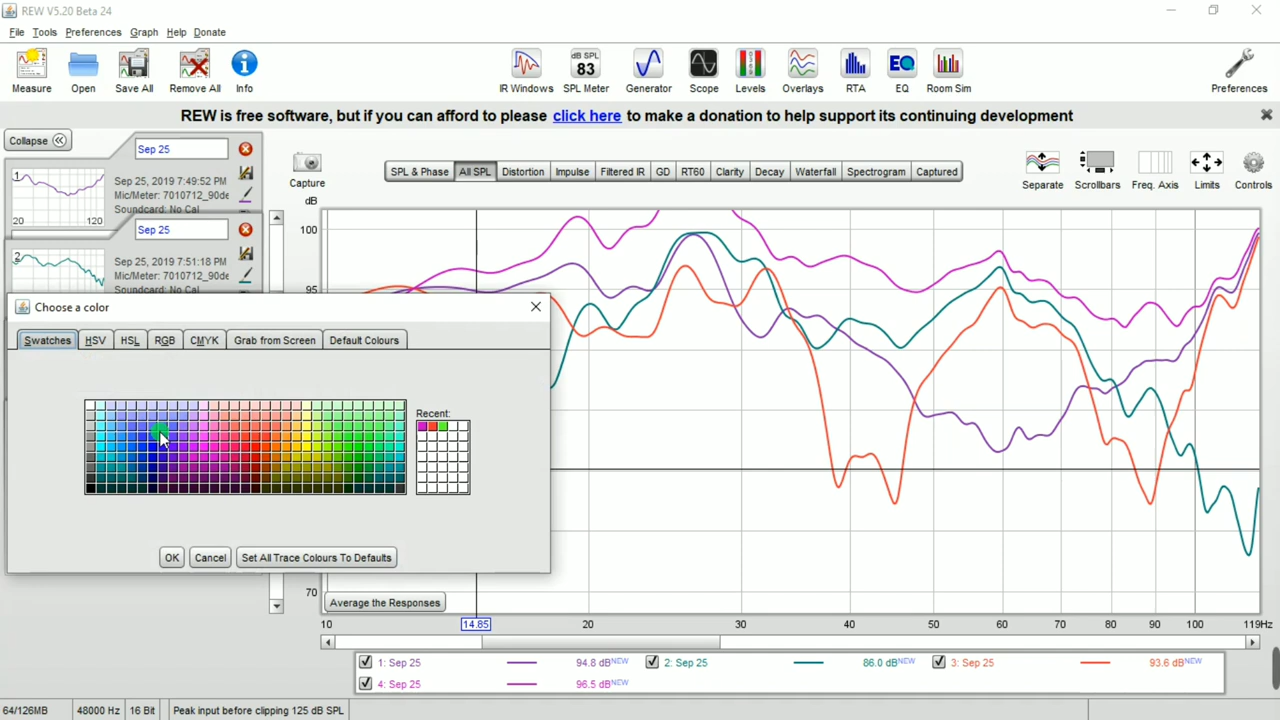 REW V5.20 Beta 24
File Tools Preferences Graph Help Donate
dB SPL
83
Measure Open Save All Remove All Info IR Windows SPL Meter Generator Scope Levels Overlays RTA EQ Room Sim Preferences
REW is free software, but if you can afford to please click here to make a donation to help support its continuing development
Collapse
Sep 25
1
Sep 25, 2019 7:49:52 PM
Mic/Meter: 7010712_90de
Soundcard: No Cal
20 120
Sep 25
2
Sep 25, 2019 7:51:18 PM
Mic/Meter: 7010712_90de
Soundcard: No Cal
Capture
SPL & Phase All SPL Distortion Impulse Filtered IR GD RT60 Clarity Decay Waterfall Spectrogram Captured
Separate Scrollbars Freq. Axis Limits Controls
dB
100
95
Choose a color
Swatches HSV HSL RGB CMYK Grab from Screen Default Colours
Recent:
OK Cancel Set All Trace Colours To Defaults
70
Average the Responses
10 14.85 20 30 40 50 60 70 80 90 100 119Hz
1: Sep 25 94.8 dB NEW 2: Sep 25 86.0 dB NEW 3: Sep 25 93.6 dB NEW
4: Sep 25 96.5 dB NEW
64/126MB 48000 Hz 16 Bit Peak input before clipping 125 dB SPL